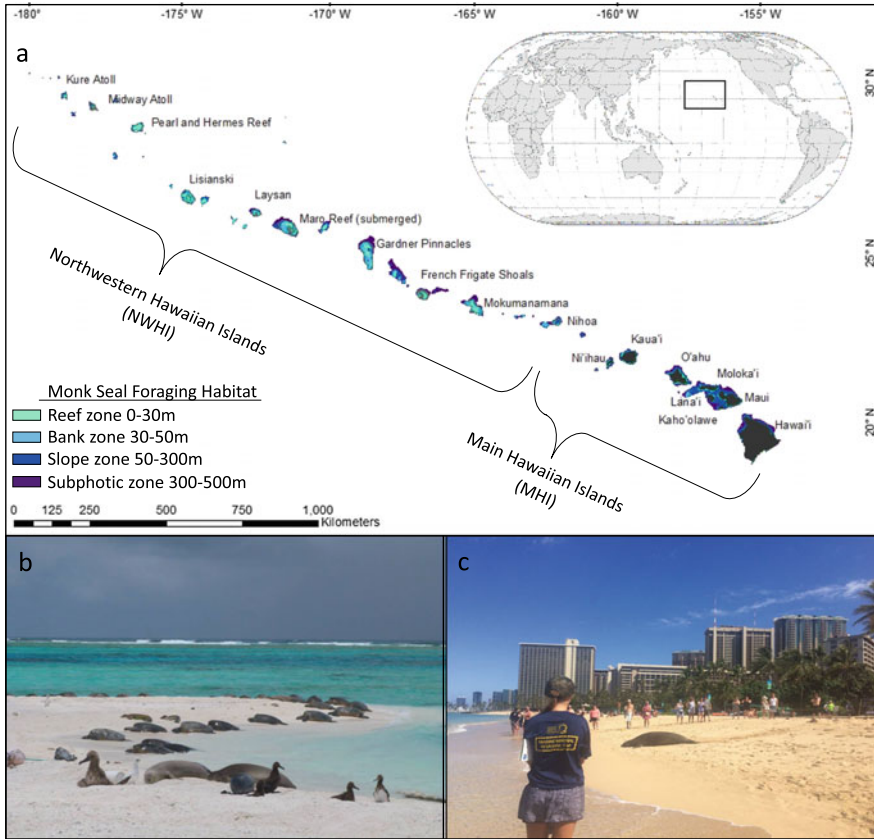 -180°
-175°
-170°
-165°
-160°
-155°
a
Kure Atoll
Midway Atoll
Pearl and Hermes Reef
30° N
Lisianski
Laysan
Maro Reef (submerged)
Gardner Pinnacles
25° N
French Frigate Shoals
Mokumanamana
Nihoa
Kaua'i
Ni'ihau
O'ahu
Moloka'i
Lana'i
Maui
Kaho'olawe
Hawai'i
20° N
Northwestern Hawaiian Islands
(NWHI)
Main Hawaiian Islands
(MHI)
Monk Seal Foraging Habitat
Reef zone 0-30m
Bank zone 30-50m
Slope zone 50-300m
Subphotic zone 300-500m
0 125 250 500 750 1,000
Kilometers
b
c